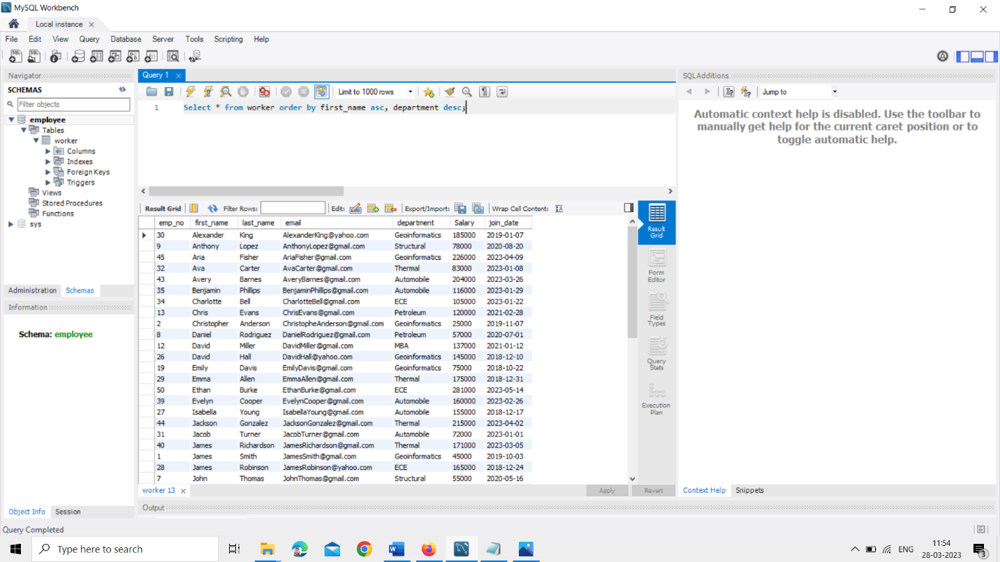 MySQL Workbench
Local instance
File Edit View Query Database Server Tools Scripting Help
Navigator
SCHEMAS
Filter objects
employee
Tables
worker
Columns
Indexes
Foreign Keys
Triggers
Views
Stored Procedures
Functions
sys
Administration Schemas
Information
Schema: employee
Object Info Session
Query 1
Limit to 1000 rows
1 Select * from worker order by first_name asc, department desc;
Result Grid Filter Rows: Edit: Export/Import: Wrap Cell Content:
emp_no first_name last_name email department Salary join_date
30 Alexander King AlexanderKing@yahoo.com Geoinformatics 185000 2019-01-07
9 Anthony Lopez AnthonyLopez@gmail.com Structural 78000 2020-08-20
45 Aria Fisher AriaFisher@gmail.com Geoinformatics 226000 2023-04-09
32 Ava Carter AvaCarter@gmail.com Thermal 83000 2023-01-08
43 Avery Barnes AveryBarnes@gmail.com Automobile 204000 2023-03-26
35 Benjamin Phillips BenjaminPhillips@gmail.com Automobile 116000 2023-01-29
34 Charlotte Bell CharlotteBell@gmail.com ECE 105000 2023-01-22
13 Chris Evans ChrisEvans@gmail.com Petroleum 120000 2021-02-28
2 Christopher Anderson ChristopheAnderson@gmail.com Geoinformatics 25000 2019-11-07
8 Daniel Rodriguez DanielRodriguez@gmail.com Petroleum 57000 2020-07-01
12 David Miller DavidMiller@gmail.com MBA 137000 2021-01-12
26 David Hall DavidHall@yahoo.com Geoinformatics 145000 2018-12-10
19 Emily Davis EmilyDavis@gmail.com Geoinformatics 75000 2018-10-22
29 Emma Allen EmmaAllen@gmail.com Thermal 175000 2018-12-31
50 Ethan Burke EthanBurke@gmail.com ECE 281000 2023-05-14
39 Evelyn Cooper EvelynCooper@gmail.com Automobile 160000 2023-02-26
27 Isabella Young IsabellaYoung@gmail.com Automobile 155000 2018-12-17
44 Jackson Gonzalez JacksonGonzalez@gmail.com Thermal 215000 2023-04-02
31 Jacob Turner JacobTurner@gmail.com Automobile 72000 2023-01-01
40 James Richardson JamesRichardson@gmail.com Thermal 171000 2023-03-05
1 James Smith JamesSmith@gmail.com Geoinformatics 45000 2019-10-03
28 James Robinson JamesRobinson@yahoo.com ECE 165000 2018-12-24
7 John Thomas JohnThomas@gmail.com Structural 55000 2020-05-16
Result
Grid
Form
Editor
Field
Types
Query
Stats
Execution
Plan
worker 13 Apply Revert
Output
SQLAdditions
Jump to
Automatic context help is disabled. Use the toolbar to
manually get help for the current caret position or to
toggle automatic help.
Context Help Snippets
Query Completed
Type here to search
ENG
11:54
28-03-2023
3